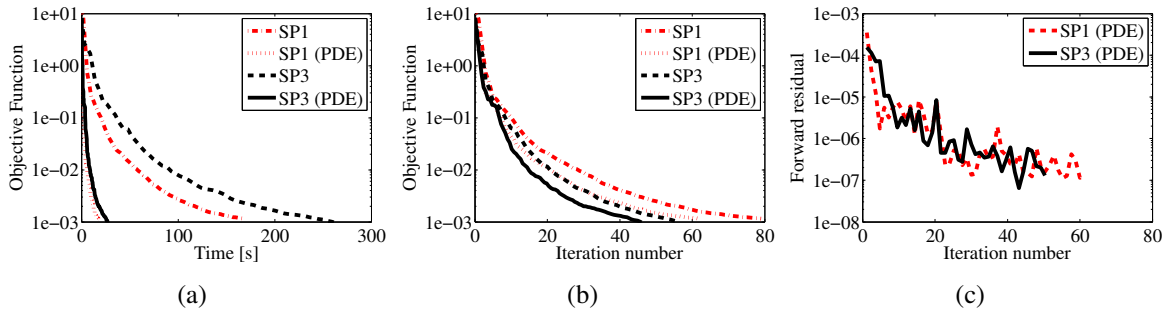 Objective Function
1e+01
1e+00
1e−01
1e−02
1e−03
0
100
200
300
Time [s]
SP1
SP1 (PDE)
SP3
SP3 (PDE)
(a)
Objective Function
1e+01
1e+00
1e−01
1e−02
1e−03
0
20
40
60
80
Iteration number
SP1
SP1 (PDE)
SP3
SP3 (PDE)
(b)
Forward residual
1e−03
1e−04
1e−05
1e−06
1e−07
1e−08
0
20
40
60
80
Iteration number
SP1 (PDE)
SP3 (PDE)
(c)